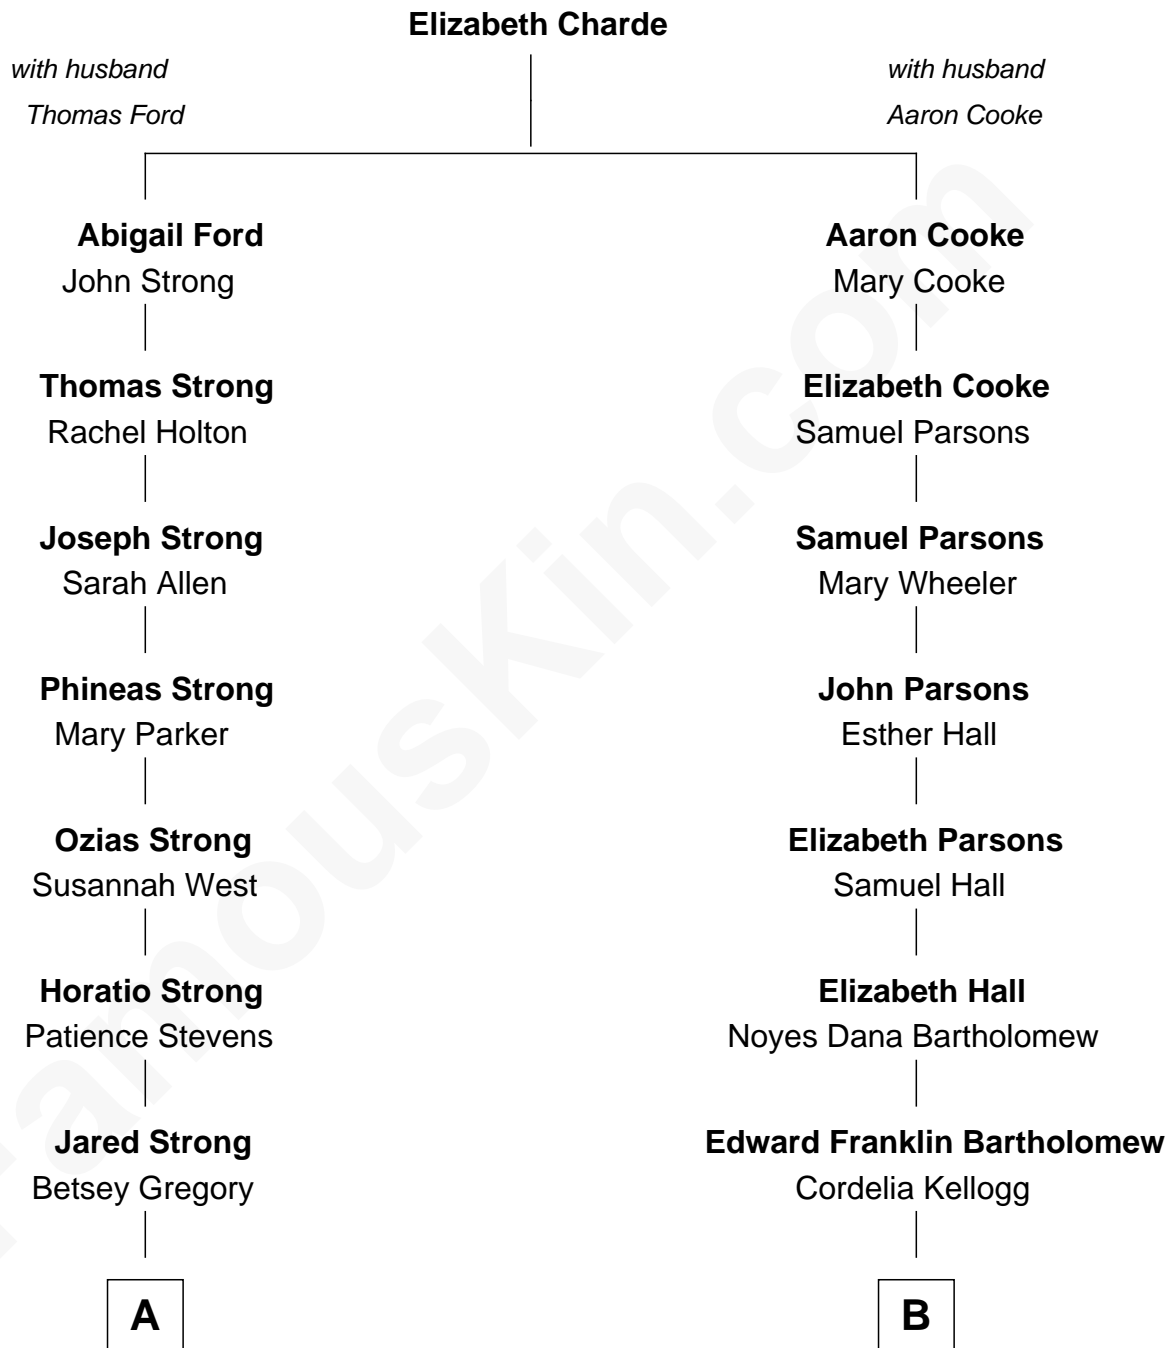 Elizabeth Charde
with husband
Thomas Ford
with husband
Aaron Cooke
Abigail Ford
John Strong
Aaron Cooke
Mary Cooke
Thomas Strong
Rachel Holton
Elizabeth Cooke
Samuel Parsons
Joseph Strong
Sarah Allen
Samuel Parsons
Mary Wheeler
Phineas Strong
Mary Parker
John Parsons
Esther Hall
Ozias Strong
Susannah West
Elizabeth Parsons
Samuel Hall
Horatio Strong
Patience Stevens
Elizabeth Hall
Noyes Dana Bartholomew
Jared Strong
Betsey Gregory
Edward Franklin Bartholomew
Cordelia Kellogg
A
B
FamousKin.com